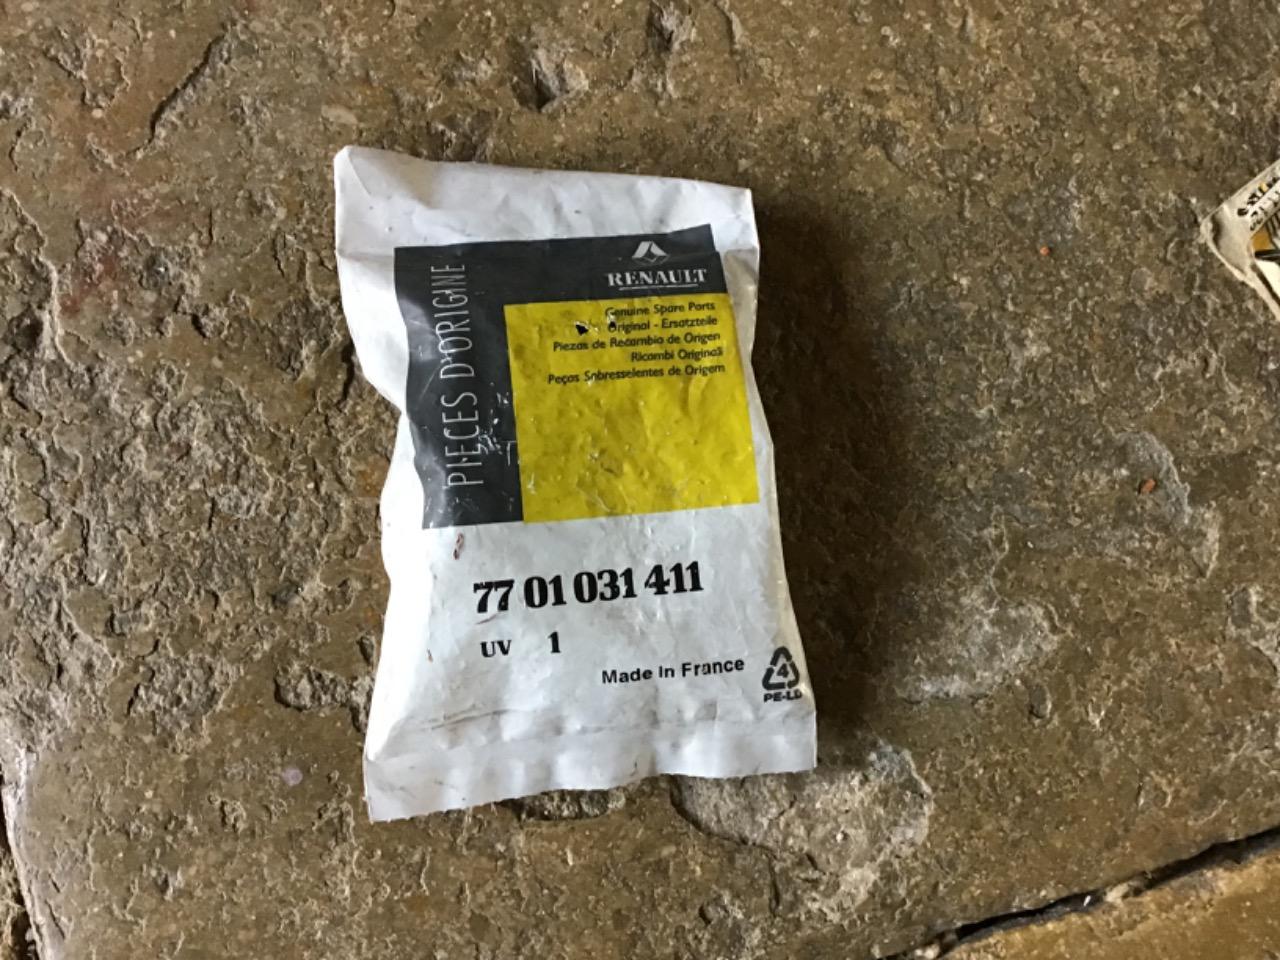 PIECES D'ORIGINE
RENAULT
Genuine Spare Parts
Original - Ersatzteile
Piezas de Recambio de Origen
Ricambi Originali
Peças Sobresselentes de Origem
77 01 031 411
UV 1
Made in France
4
PE-LD